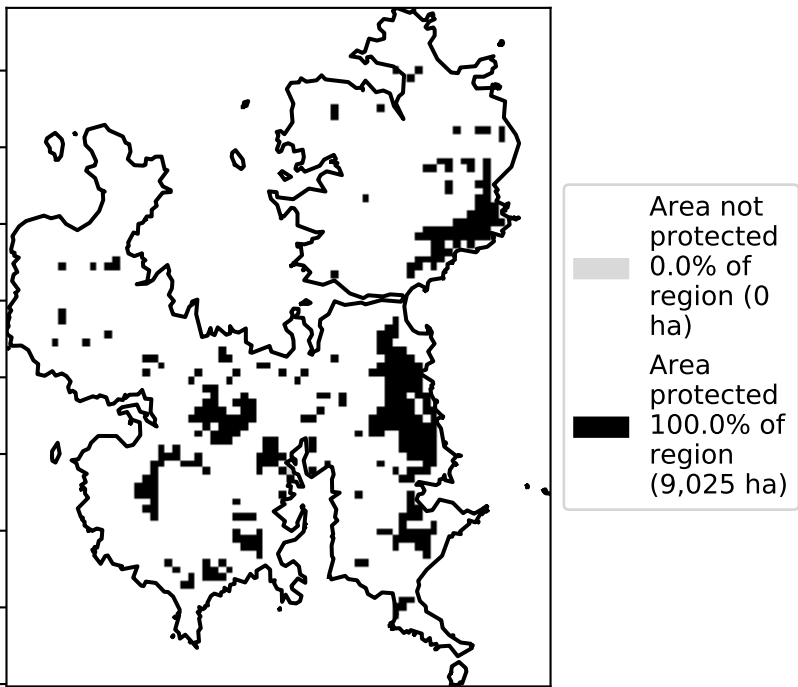 Area not
protected
0.0% of
region (0
ha)
Area
protected
100.0% of
region
(9,025 ha)